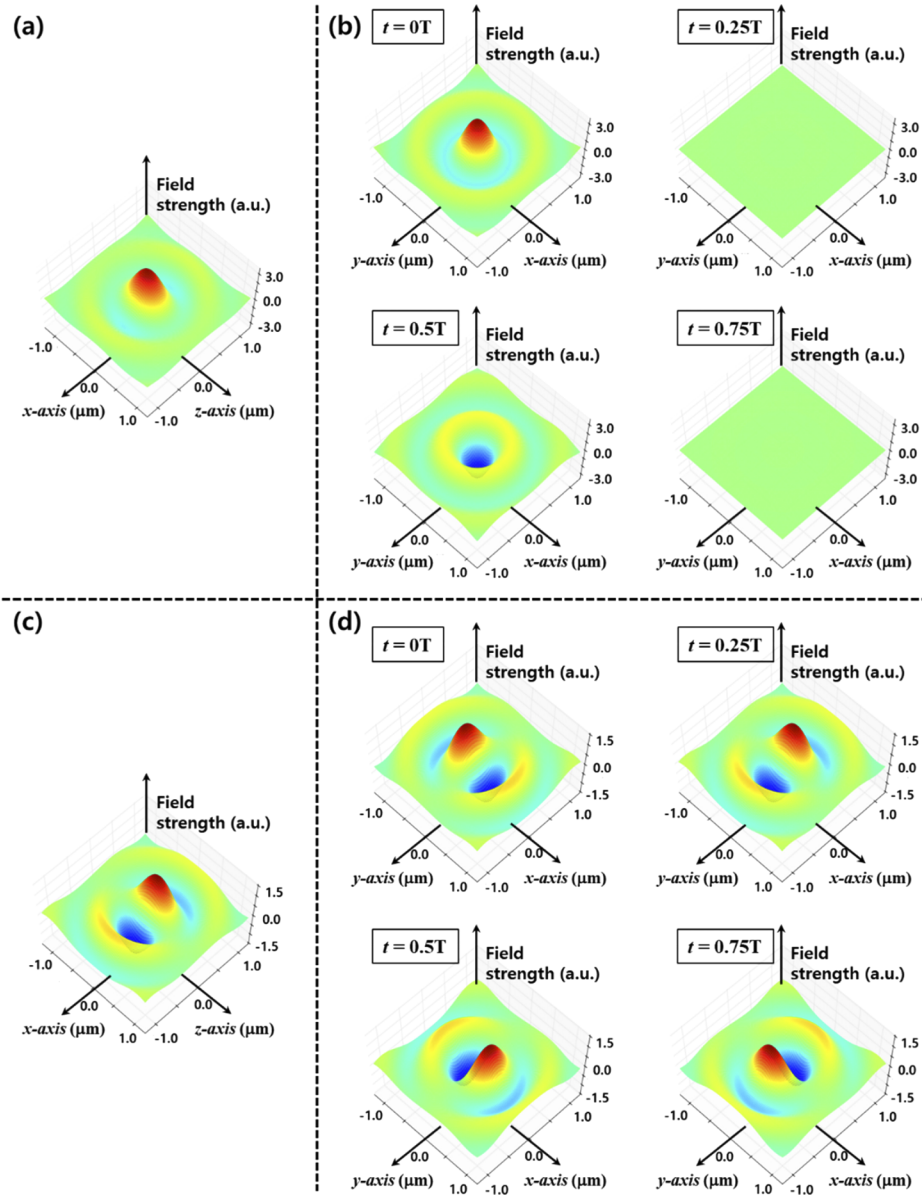 (a)
Field
strength (a.u.)
3.0
0.0
-3.0
-1.0
0.0
1.0
-1.0
0.0
1.0
x-axis (μm)
z-axis (μm)
(b)
t = 0T
Field
strength (a.u.)
3.0
0.0
-3.0
-1.0
0.0
1.0
-1.0
0.0
1.0
y-axis (μm)
x-axis (μm)
t = 0.25T
Field
strength (a.u.)
3.0
0.0
-3.0
-1.0
0.0
1.0
-1.0
0.0
1.0
y-axis (μm)
x-axis (μm)
t = 0.5T
Field
strength (a.u.)
3.0
0.0
-3.0
-1.0
0.0
1.0
-1.0
0.0
1.0
y-axis (μm)
x-axis (μm)
t = 0.75T
Field
strength (a.u.)
3.0
0.0
-3.0
-1.0
0.0
1.0
-1.0
0.0
1.0
y-axis (μm)
x-axis (μm)
(c)
Field
strength (a.u.)
1.5
0.0
-1.5
-1.0
0.0
1.0
-1.0
0.0
1.0
x-axis (μm)
z-axis (μm)
(d)
t = 0T
Field
strength (a.u.)
1.5
0.0
-1.5
-1.0
0.0
1.0
-1.0
0.0
1.0
y-axis (μm)
x-axis (μm)
t = 0.25T
Field
strength (a.u.)
1.5
0.0
-1.5
-1.0
0.0
1.0
-1.0
0.0
1.0
y-axis (μm)
x-axis (μm)
t = 0.5T
Field
strength (a.u.)
1.5
0.0
-1.5
-1.0
0.0
1.0
-1.0
0.0
1.0
y-axis (μm)
x-axis (μm)
t = 0.75T
Field
strength (a.u.)
1.5
0.0
-1.5
-1.0
0.0
1.0
-1.0
0.0
1.0
y-axis (μm)
x-axis (μm)